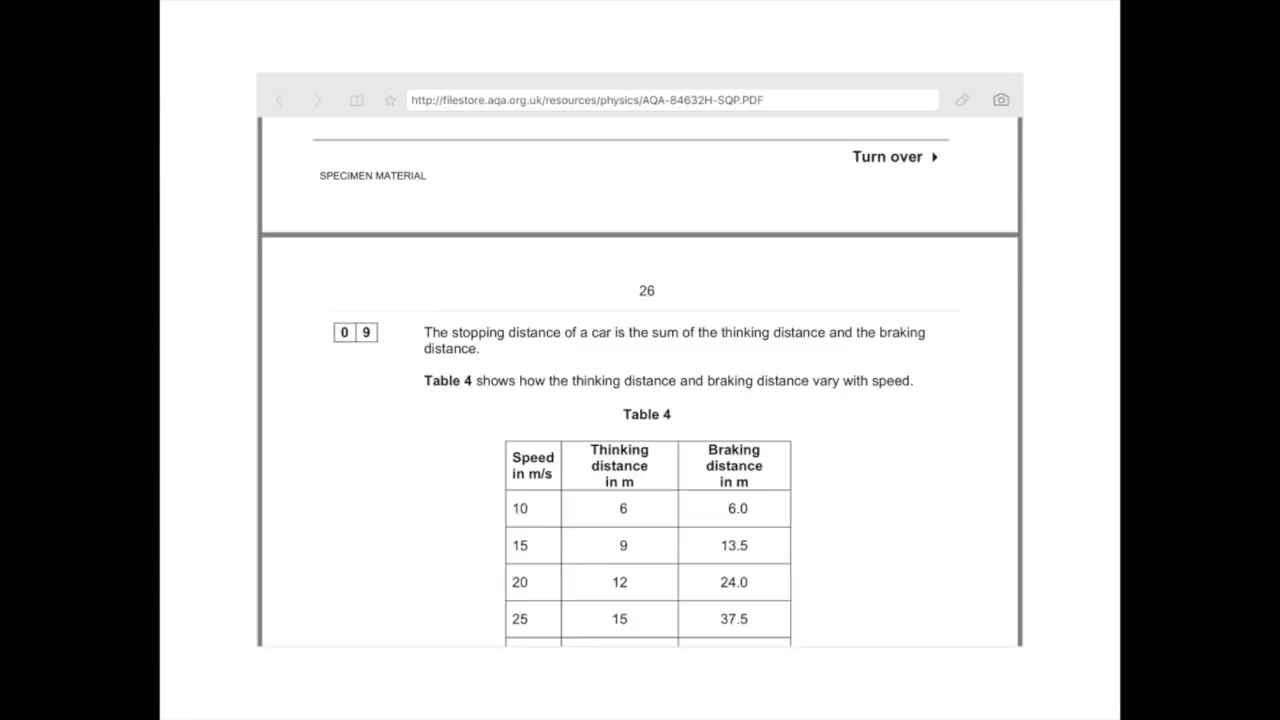 http://filestore.aqa.org.uk/resources/physics/AQA-84632H-SQP.PDF
Turn over
SPECIMEN MATERIAL
26
0 9
The stopping distance of a car is the sum of the thinking distance and the braking
distance.
Table 4 shows how the thinking distance and braking distance vary with speed.
Table 4
Speed in m/s Thinking distance in m Braking distance in m
10 6 6.0
15 9 13.5
20 12 24.0
25 15 37.5